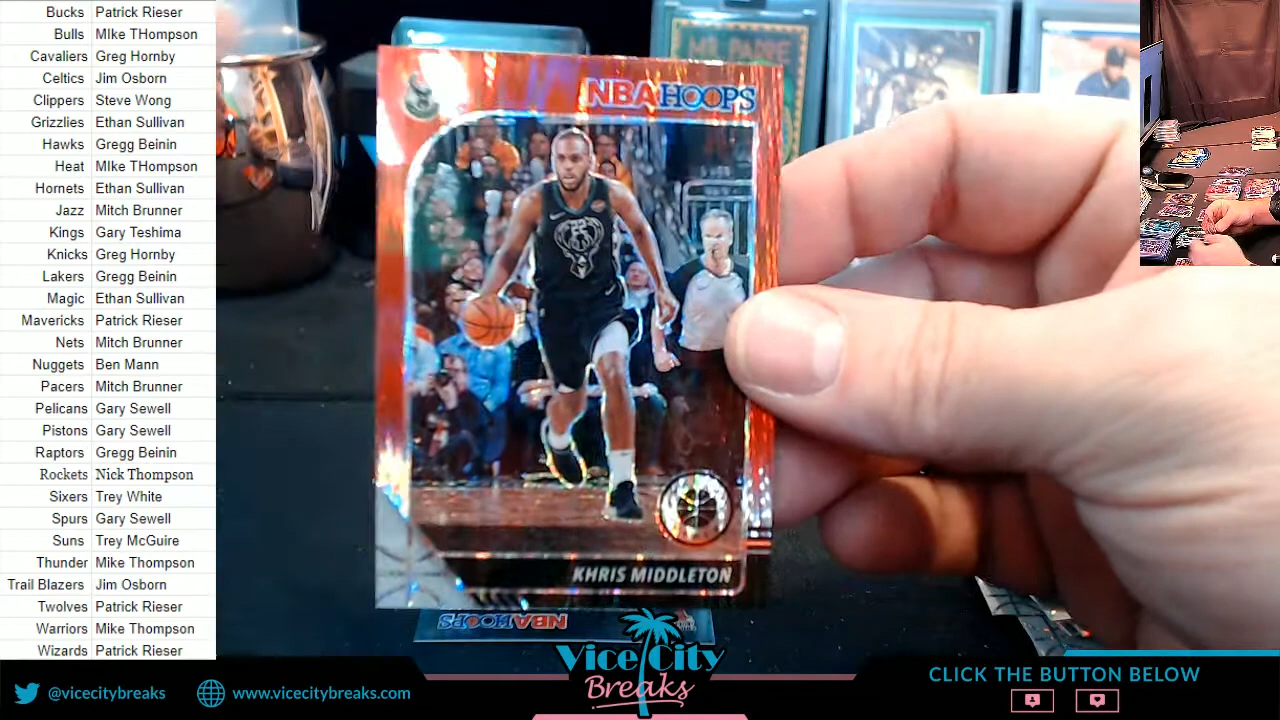 Bucks Patrick Rieser
Bulls MIke THompson
Cavaliers Greg Hornby
Celtics Jim Osborn
Clippers Steve Wong
Grizzlies Ethan Sullivan
Hawks Gregg Beinin
Heat MIke THompson
Hornets Ethan Sullivan
Jazz Mitch Brunner
Kings Gary Teshima
Knicks Greg Hornby
Lakers Gregg Beinin
Magic Ethan Sullivan
Mavericks Patrick Rieser
Nets Mitch Brunner
Nuggets Ben Mann
Pacers Mitch Brunner
Pelicans Gary Sewell
Pistons Gary Sewell
Raptors Gregg Beinin
Rockets Nick Thompson
Sixers Trey White
Spurs Gary Sewell
Suns Trey McGuire
Thunder Mike Thompson
Trail Blazers Jim Osborn
Twolves Patrick Rieser
Warriors Mike Thompson
Wizards Patrick Rieser
MR. PADRE
NBA HOOPS
KHRIS MIDDLETON
NBA HOOPS
Vice City
Breaks
@vicecitybreaks
www.vicecitybreaks.com
CLICK THE BUTTON BELOW